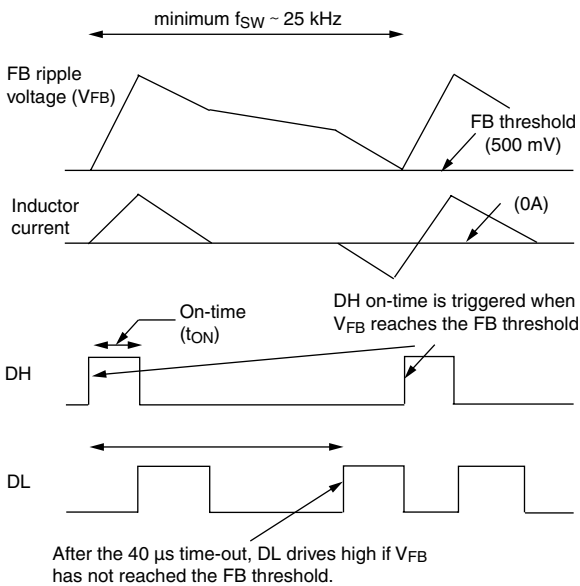 minimum fSW ~ 25 kHz
FB ripple
voltage (VFB)
FB threshold
(500 mV)
Inductor
current
(0A)
DH on-time is triggered when
VFB reaches the FB threshold
On-time
(tON)
DH
DL
After the 40 µs time-out, DL drives high if VFB
has not reached the FB threshold.